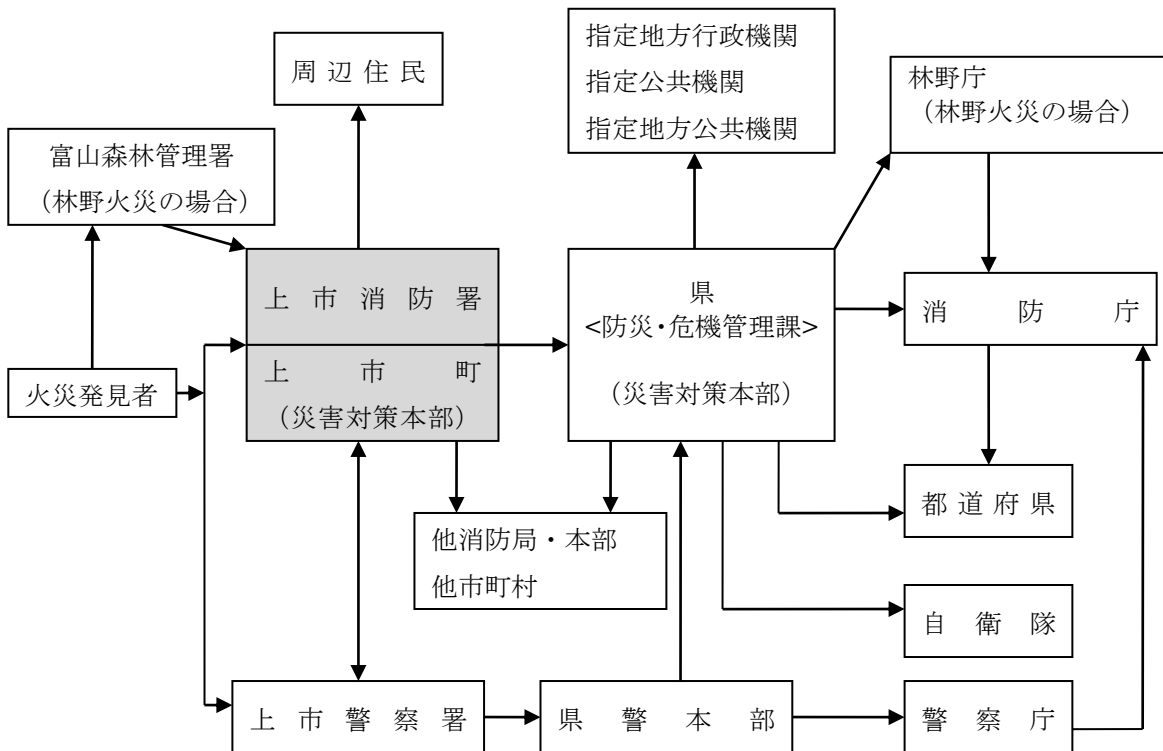 指定地方行政機関
指定公共機関
指定地方公共機関
周辺住民
林野庁
（林野火災の場合）
富山森林管理署
（林野火災の場合）
上市消防署
上市町
（災害対策本部）
県
<防災・危機管理課>
（災害対策本部）
消防庁
火災発見者
都道府県
他消防局・本部
他市町村
自衛隊
上市警察署
県警本部
警察庁